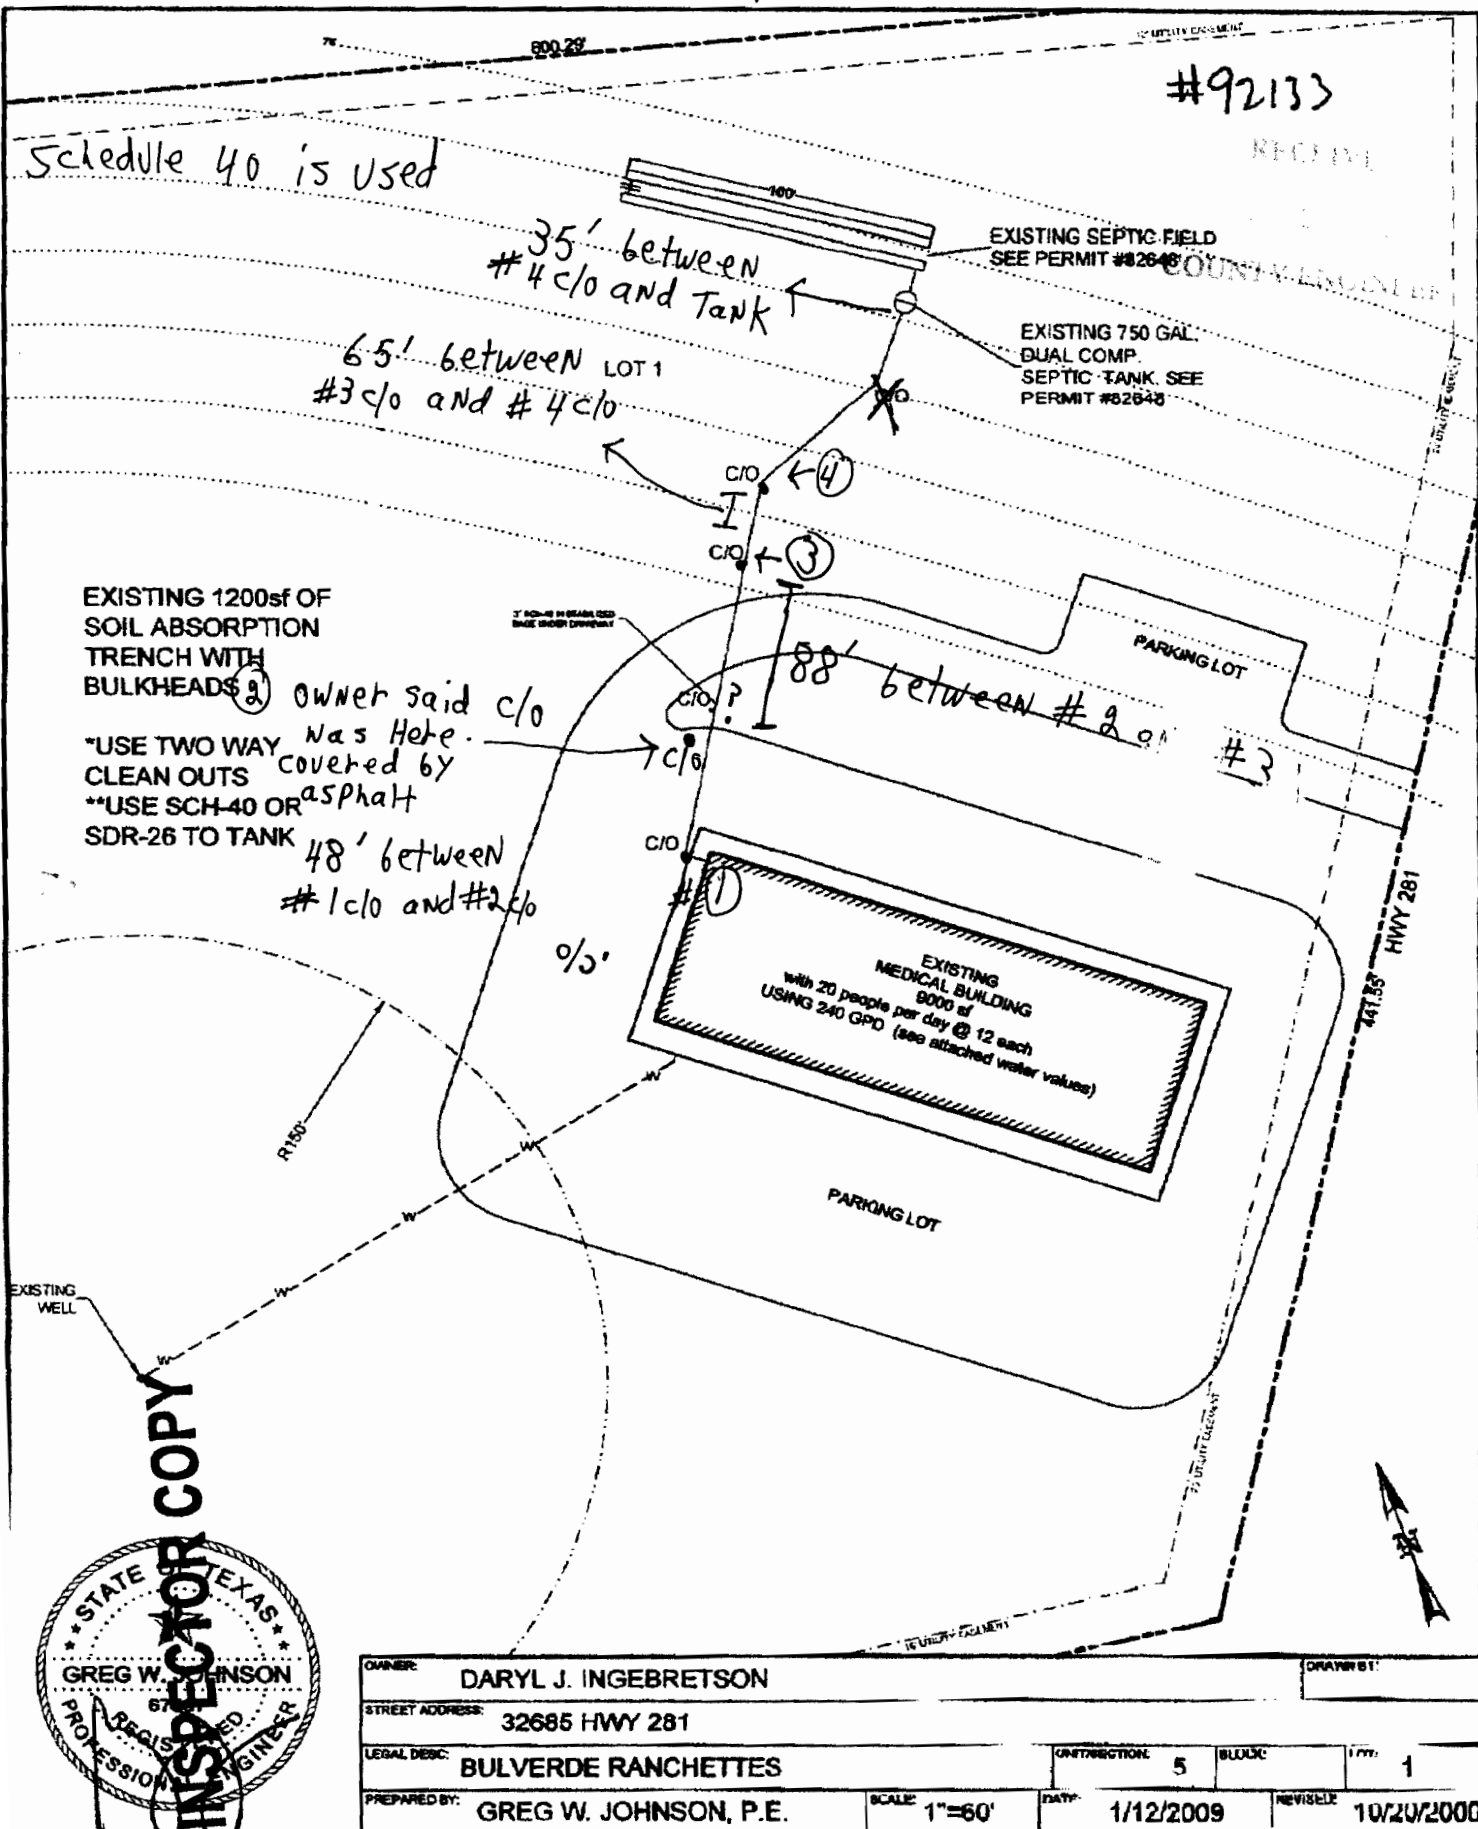 800.29'
#92133
Schedule 40 is used
100'
35' between
#4 c/o and Tank
EXISTING SEPTIC FIELD
SEE PERMIT #82648
COUNTY ENGINEER
EXISTING 750 GAL.
DUAL COMP.
SEPTIC TANK. SEE
PERMIT #82648
65' between
#3 c/o and #4 c/o
LOT 1
C/O
4
C/O
3
EXISTING 1200sf OF
SOIL ABSORPTION
TRENCH WITH
BULKHEADS
*USE TWO WAY
CLEAN OUTS
**USE SCH-40 OR
SDR-26 TO TANK
2 Owner said c/o
was Here.
covered by
asphalt
C/O ?
c/o
88' between #2 #3
PARKING LOT
48' between
#1 c/o and #2 c/o
C/O
#1
EXISTING
MEDICAL BUILDING
9000 sf
with 20 people per day @ 12 each
USING 240 GPD (see attached water values)
HWY 281
441.55'
R150'
W
W
W
W
W
PARKING LOT
EXISTING
WELL
INSPECTOR COPY
STATE OF TEXAS
GREG W. JOHNSON
REGISTERED
PROFESSIONAL ENGINEER
OWNER: DARYL J. INGEBRETSON
DRAWN BY:
STREET ADDRESS: 32685 HWY 281
LEGAL DESC: BULVERDE RANCHETTES
UNIT/SECTION: 5
BLOCK:
LOT: 1
PREPARED BY: GREG W. JOHNSON, P.E.
SCALE: 1"=60'
DATE: 1/12/2009
REVISED: